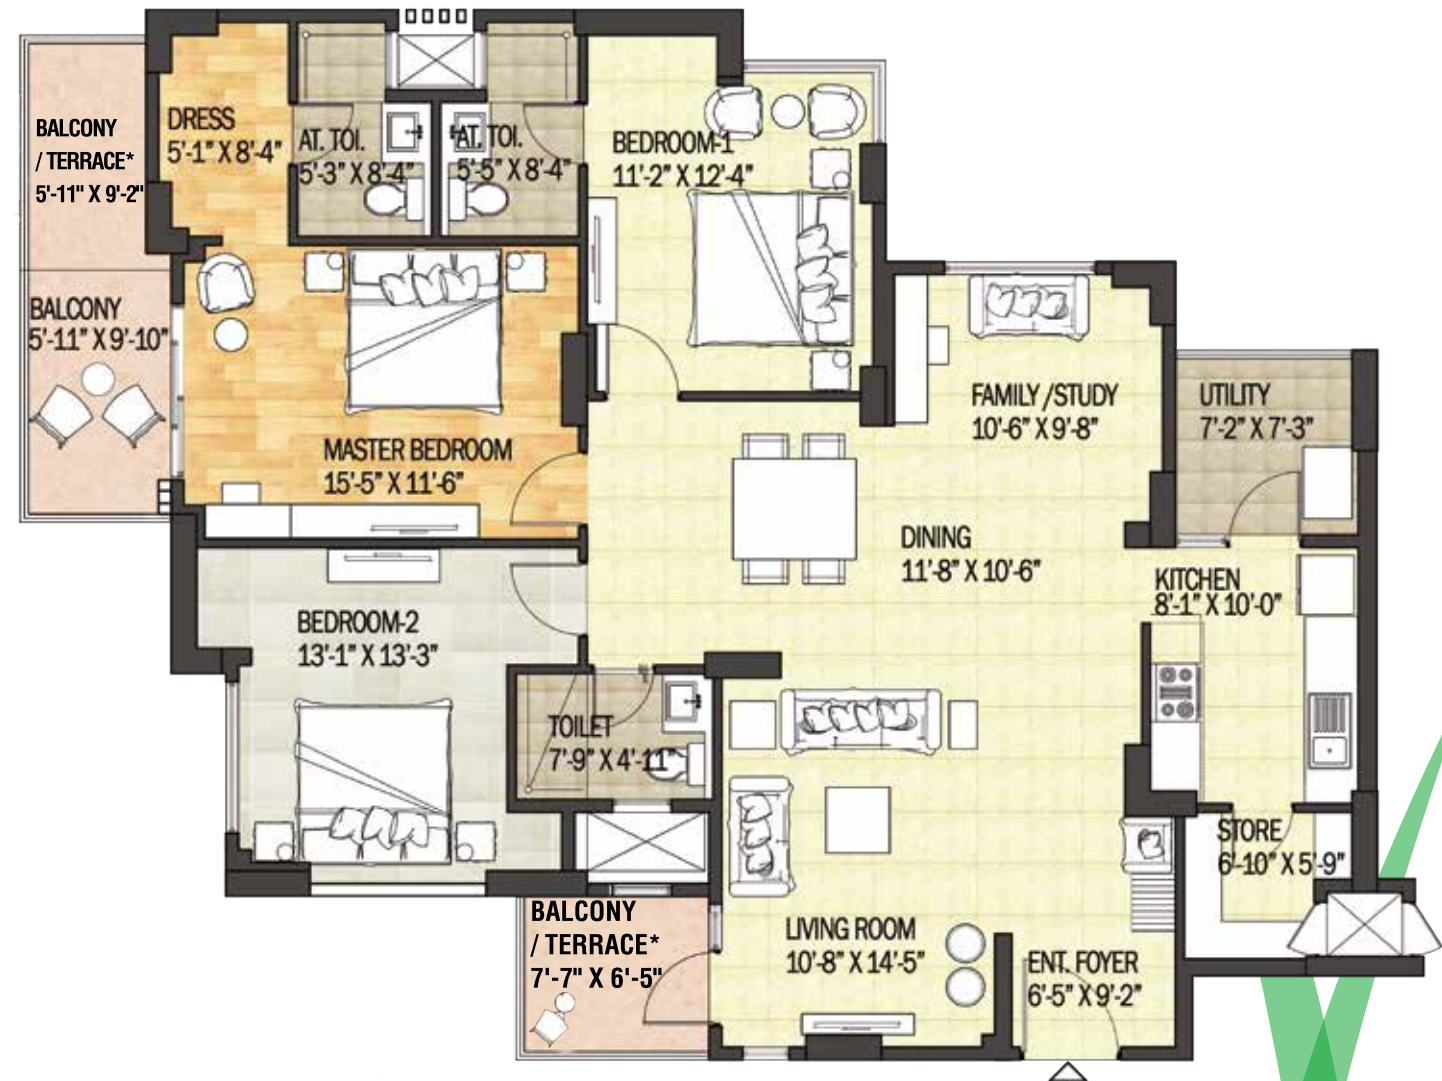 DRESS
5'-1" X 8'-4"
BALCONY
/ TERRACE*
5'-11" X 9'-2"
AT. TOI.
5'-3" X 8'-4"
AT. TOI.
5'-5" X 8'-4"
BEDROOM-1
11'-2" X 12'-4"
BALCONY
5'-11" X 9'-10"
MASTER BEDROOM
15'-5" X 11'-6"
FAMILY/STUDY
10'-6" X 9'-8"
UTILITY
7'-2" X 7'-3"
DINING
11'-8" X 10'-6"
KITCHEN
8'-1" X 10'-0"
BEDROOM-2
13'-1" X 13'-3"
TOILET
7'-9" X 4'-11"
STORE
6'-10" X 5'-9"
BALCONY
/ TERRACE*
7'-7" X 6'-5"
LIVING ROOM
10'-8" X 14'-5"
ENT. FOYER
6'-5" X 9'-2"